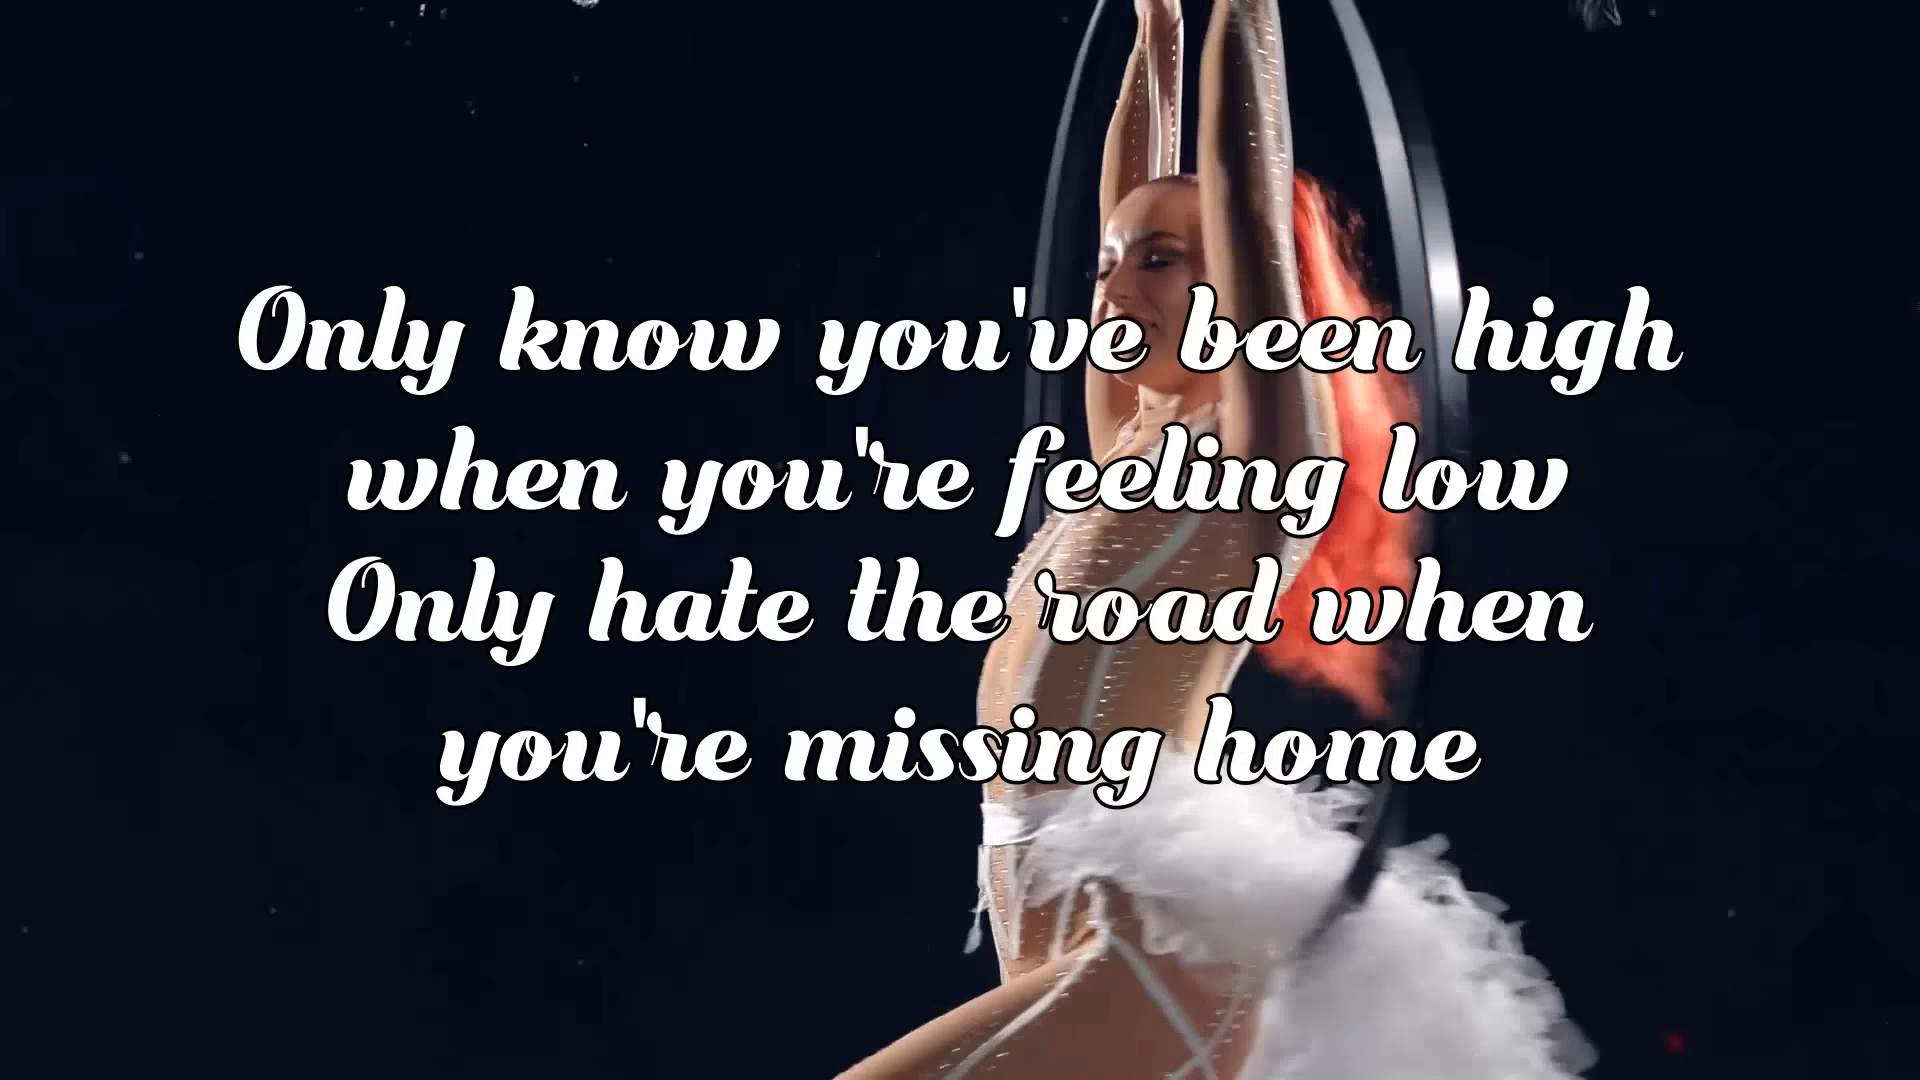 Only know you've been high
when you're feeling low
Only hate the road when
you're missing home